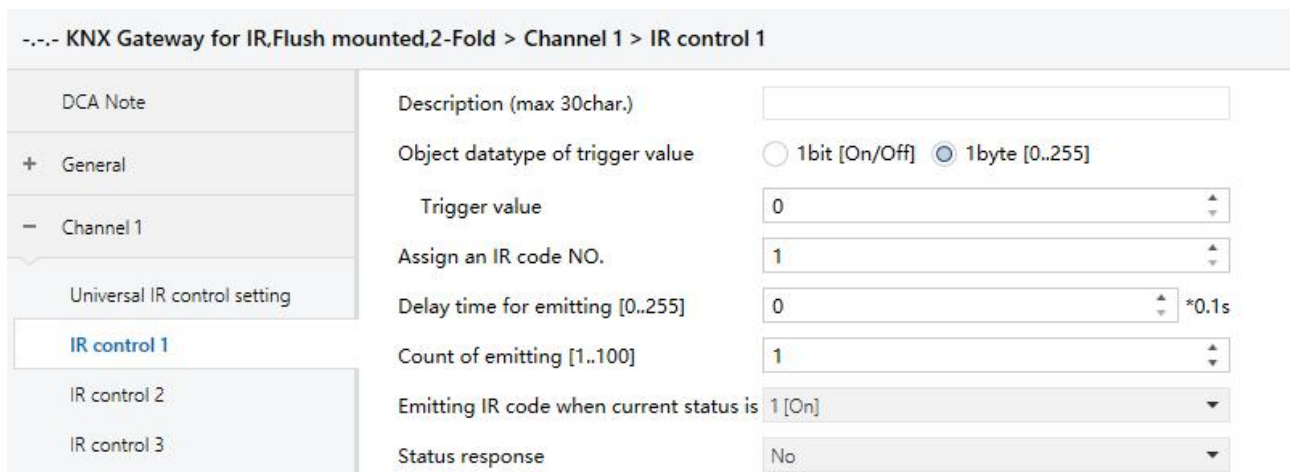 -.-.- KNX Gateway for IR,Flush mounted,2-Fold > Channel 1 > IR control 1
DCA Note
+ General
− Channel 1
Universal IR control setting
IR control 1
IR control 2
IR control 3
Description (max 30char.)
Object datatype of trigger value 1bit [On/Off] 1byte [0..255]
Trigger value 0
Assign an IR code NO. 1
Delay time for emitting [0..255] 0 *0.1s
Count of emitting [1..100] 1
Emitting IR code when current status is 1 [On]
Status response No